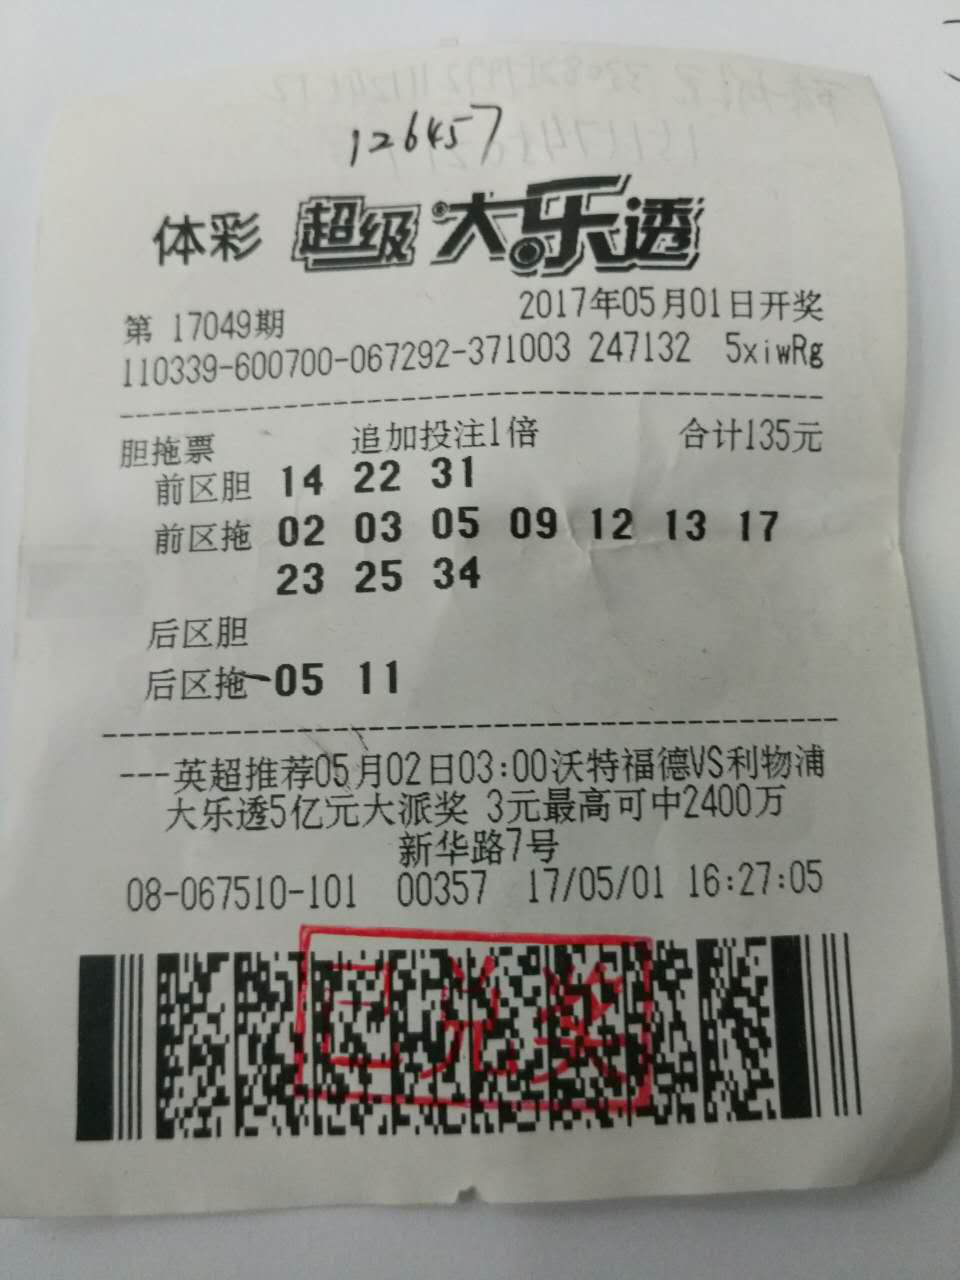 126457
体彩 超级大乐透
第 17049期 2017年05月01日开奖
110339-600700-067292-371003 247132 5xiwRg
胆拖票 追加投注1倍 合计135元
前区胆 14 22 31
前区拖 02 03 05 09 12 13 17
23 25 34
后区胆
后区拖 05 11
---英超推荐05月02日03:00沃特福德VS利物浦
大乐透5亿元大派奖 3元最高可中2400万
新华路7号
08-067510-101 00357 17/05/01 16:27:05
已兑奖